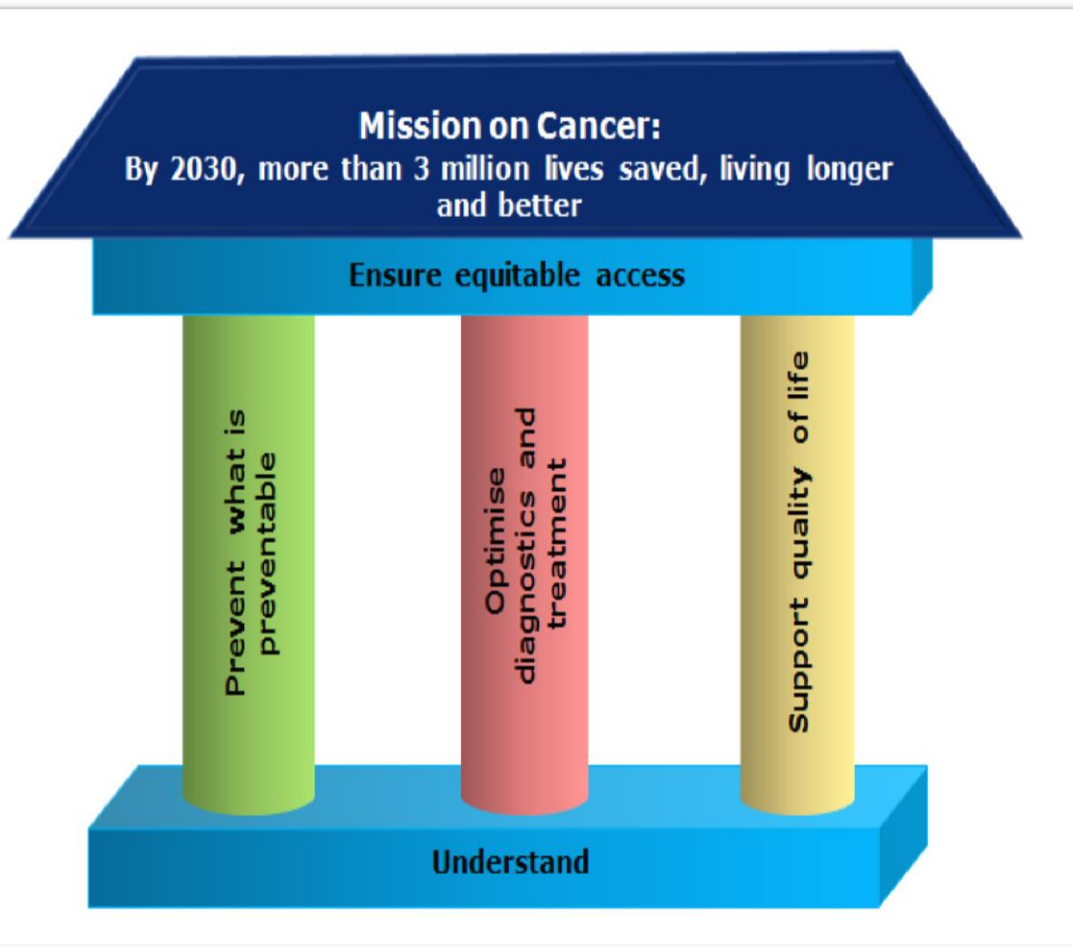 Mission on Cancer:
By 2030, more than 3 million lives saved, living longer
and better
Ensure equitable access
Prevent what is
preventable
Optimise
diagnostics and
treatment
Support quality of life
Understand